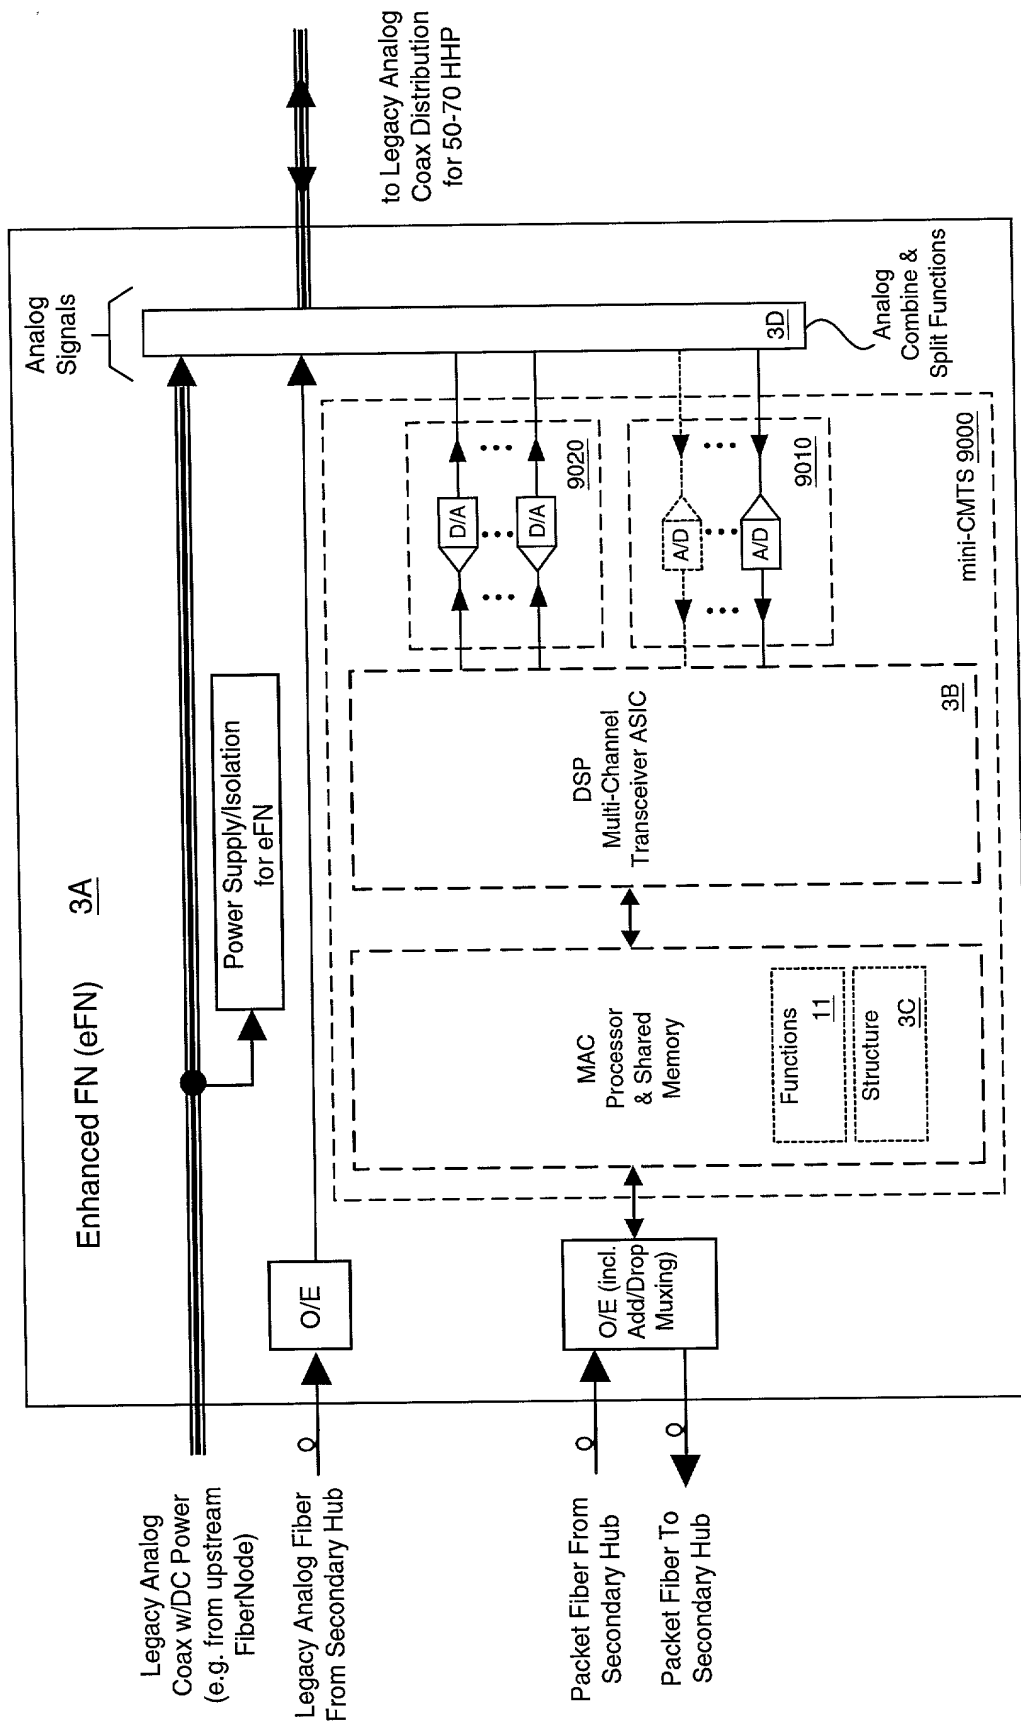 Enhanced FN (eFN)
3A
Analog
Signals
Legacy Analog
Coax w/DC Power
(e.g. from upstream
FiberNode)
Power Supply/Isolation
for eFN
to Legacy Analog
Coax Distribution
for 50-70 HHP
Legacy Analog Fiber
From Secondary Hub
O/E
Packet Fiber From
Secondary Hub
Packet Fiber To
Secondary Hub
O/E (incl.
Add/Drop
Muxing)
MAC
Processor
& Shared
Memory
Functions
11
Structure
3C
DSP
Multi-Channel
Transceiver ASIC
3B
D/A
D/A
9020
A/D
A/D
9010
mini-CMTS 9000
3D
Analog
Combine &
Split Functions